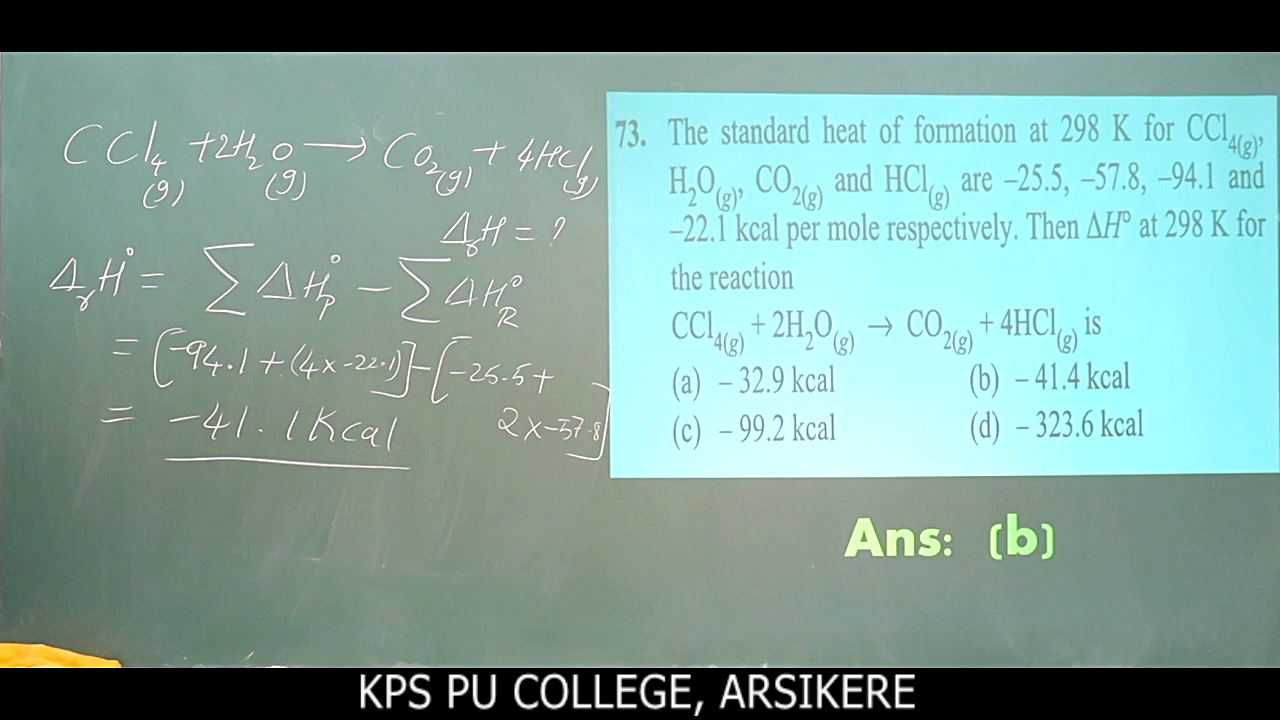 CCl₄(g) + 2H₂O(g) ⟶ CO₂(g) + 4HCl(g)
ΔᵣH = ?
ΔᵣH° = ∑ΔH°P − ∑ΔH°R
= [-94.1 + (4x-22.1)] - [-25.5 +
2x-57.8]
= -41.1 Kcal
73. The standard heat of formation at 298 K for CCl₄(g),
H₂O(g), CO₂(g) and HCl(g) are –25.5, –57.8, –94.1 and
–22.1 kcal per mole respectively. Then ΔH° at 298 K for
the reaction
CCl₄(g) + 2H₂O(g) → CO₂(g) + 4HCl(g) is
(a) – 32.9 kcal (b) – 41.4 kcal
(c) – 99.2 kcal (d) – 323.6 kcal
Ans: (b)
KPS PU COLLEGE, ARSIKERE